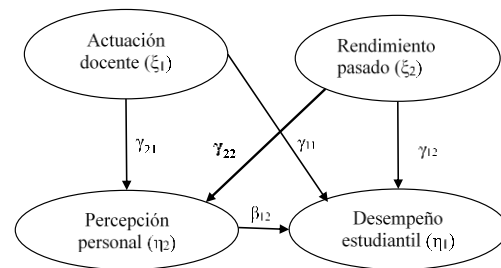 Actuación
docente (ξ1)
Rendimiento
pasado (ξ2)
γ21
γ22
γ11
γ12
Percepción
personal (η2)
β12
Desempeño
estudiantil (η1)